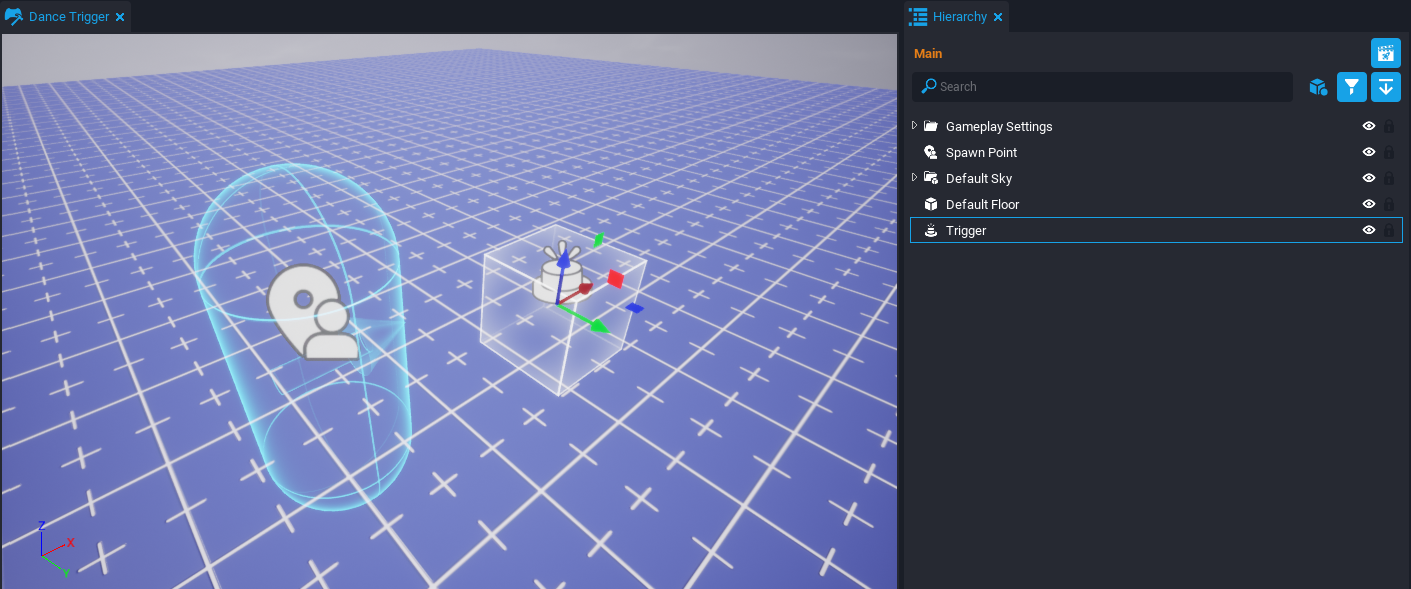 Dance Trigger
Hierarchy
Main
Search
Gameplay Settings
Spawn Point
Default Sky
Default Floor
Trigger
Z
X
Y